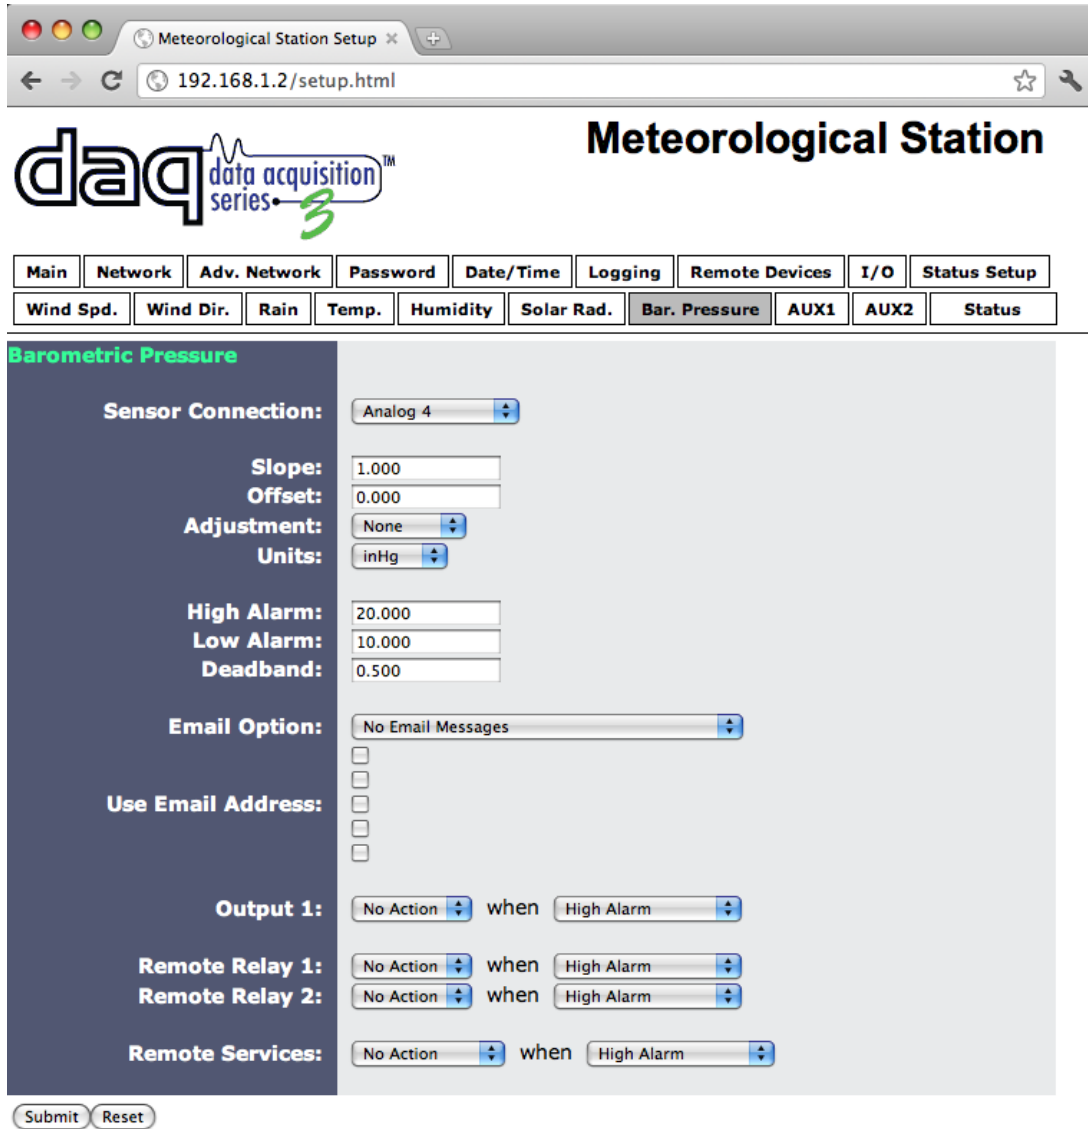 Meteorological Station Setup
192.168.1.2/setup.html
Meteorological Station
daq data acquisition series 3 TM
Main Network Adv. Network Password Date/Time Logging Remote Devices I/O Status Setup
Wind Spd. Wind Dir. Rain Temp. Humidity Solar Rad. Bar. Pressure AUX1 AUX2 Status
Barometric Pressure
Sensor Connection: Analog 4
Slope: 1.000
Offset: 0.000
Adjustment: None
Units: inHg
High Alarm: 20.000
Low Alarm: 10.000
Deadband: 0.500
Email Option: No Email Messages
Use Email Address:
Output 1: No Action when High Alarm
Remote Relay 1: No Action when High Alarm
Remote Relay 2: No Action when High Alarm
Remote Services: No Action when High Alarm
Submit Reset